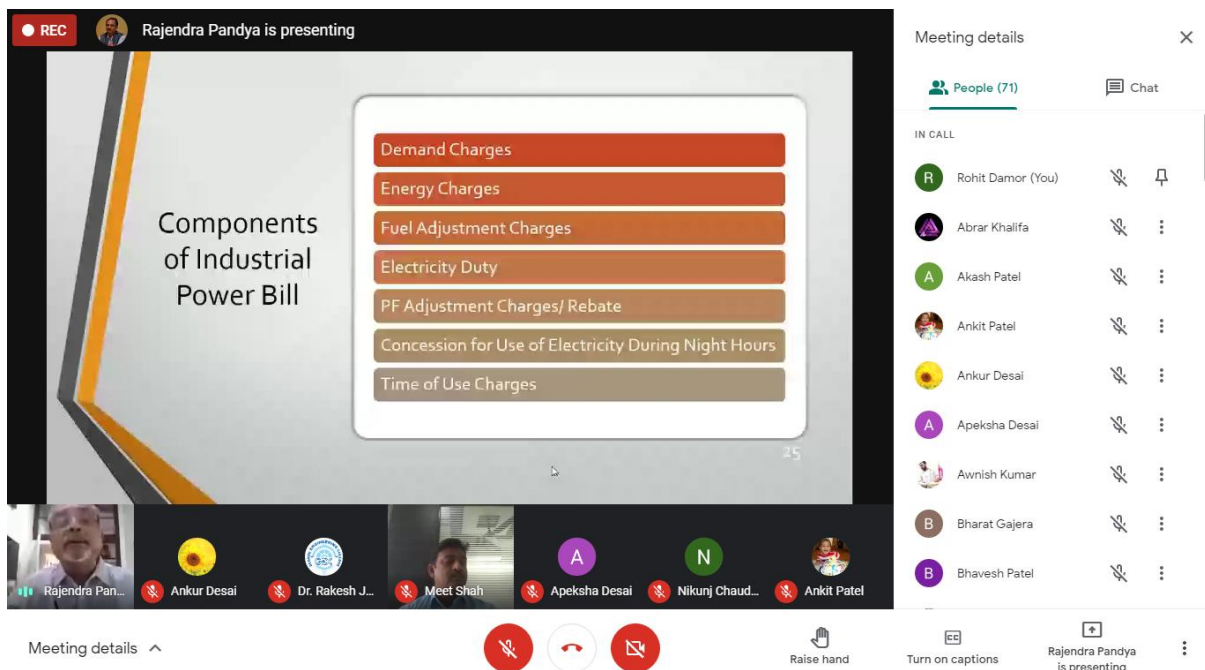 REC
Rajendra Pandya is presenting
Components
of Industrial
Power Bill
Demand Charges
Energy Charges
Fuel Adjustment Charges
Electricity Duty
PF Adjustment Charges/ Rebate
Concession for Use of Electricity During Night Hours
Time of Use Charges
25
Rajendra Pan...
Ankur Desai
Dr. Rakesh J...
Meet Shah
A
Apeksha Desai
N
Nikunj Chaud...
Ankit Patel
Meeting details
People (71)
Chat
IN CALL
R
Rohit Damor (You)
Abrar Khalifa
A
Akash Patel
Ankit Patel
Ankur Desai
A
Apeksha Desai
Awnish Kumar
B
Bharat Gajera
B
Bhavesh Patel
Meeting details
Raise hand
CC
Turn on captions
Rajendra Pandya
is presenting